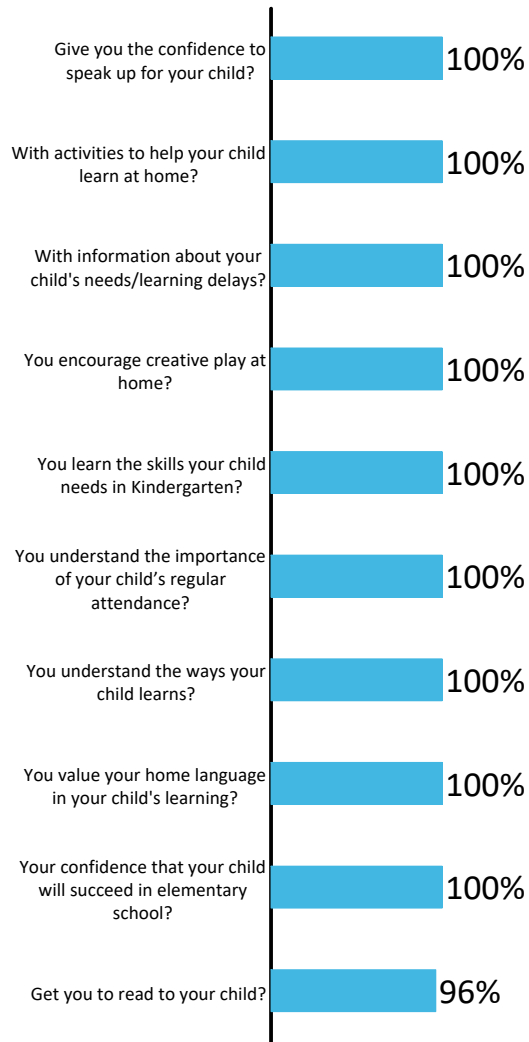 Give you the confidence to
speak up for your child?
100%
With activities to help your child
learn at home?
100%
With information about your
child's needs/learning delays?
100%
You encourage creative play at
home?
100%
You learn the skills your child
needs in Kindergarten?
100%
You understand the importance
of your child’s regular
attendance?
100%
You understand the ways your
child learns?
100%
You value your home language
in your child's learning?
100%
Your confidence that your child
will succeed in elementary
school?
100%
Get you to read to your child?
96%